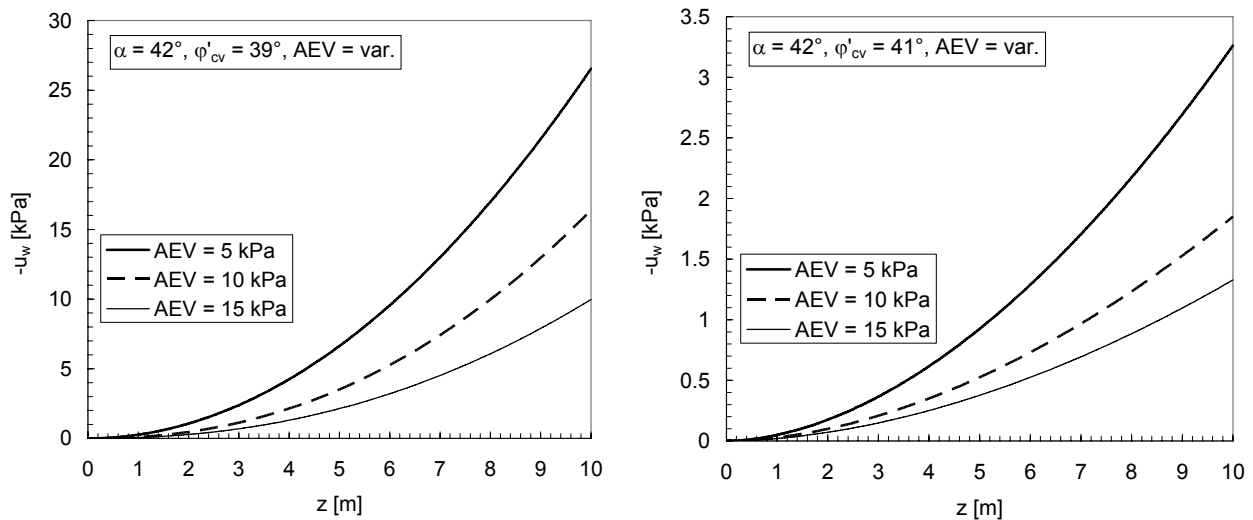 α = 42°, φ'cv = 39°, AEV = var.
30
25
20
15
10
5
0
-uw [kPa]
AEV = 5 kPa
AEV = 10 kPa
AEV = 15 kPa
0 1 2 3 4 5 6 7 8 9 10
z [m]
α = 42°, φ'cv = 41°, AEV = var.
3.5
3
2.5
2
1.5
1
0.5
0
-uw [kPa]
AEV = 5 kPa
AEV = 10 kPa
AEV = 15 kPa
0 1 2 3 4 5 6 7 8 9 10
z [m]